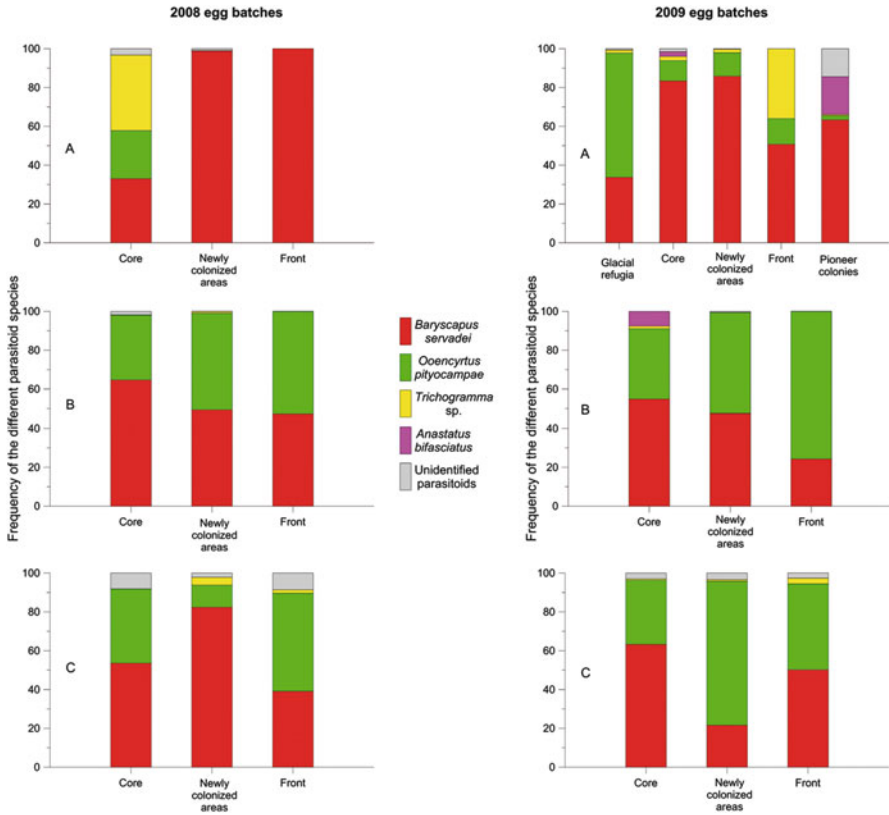 2008 egg batches
2009 egg batches
Frequency of the different parasitoid species
100
80
60
40
20
0
A
Core
Newly
colonized
areas
Front
100
80
60
40
20
0
B
Core
Newly
colonized
areas
Front
100
80
60
40
20
0
C
Core
Newly
colonized
areas
Front
Baryscapus
servadei
Ooencyrtus
pityocampae
Trichogramma
sp.
Anastatus
bifasciatus
Unidentified
parasitoids
Frequency of the different parasitoid species
100
80
60
40
20
0
A
Glacial
refugia
Core
Newly
colonized
areas
Front
Pioneer
colonies
100
80
60
40
20
0
B
Core
Newly
colonized
areas
Front
100
80
60
40
20
0
C
Core
Newly
colonized
areas
Front